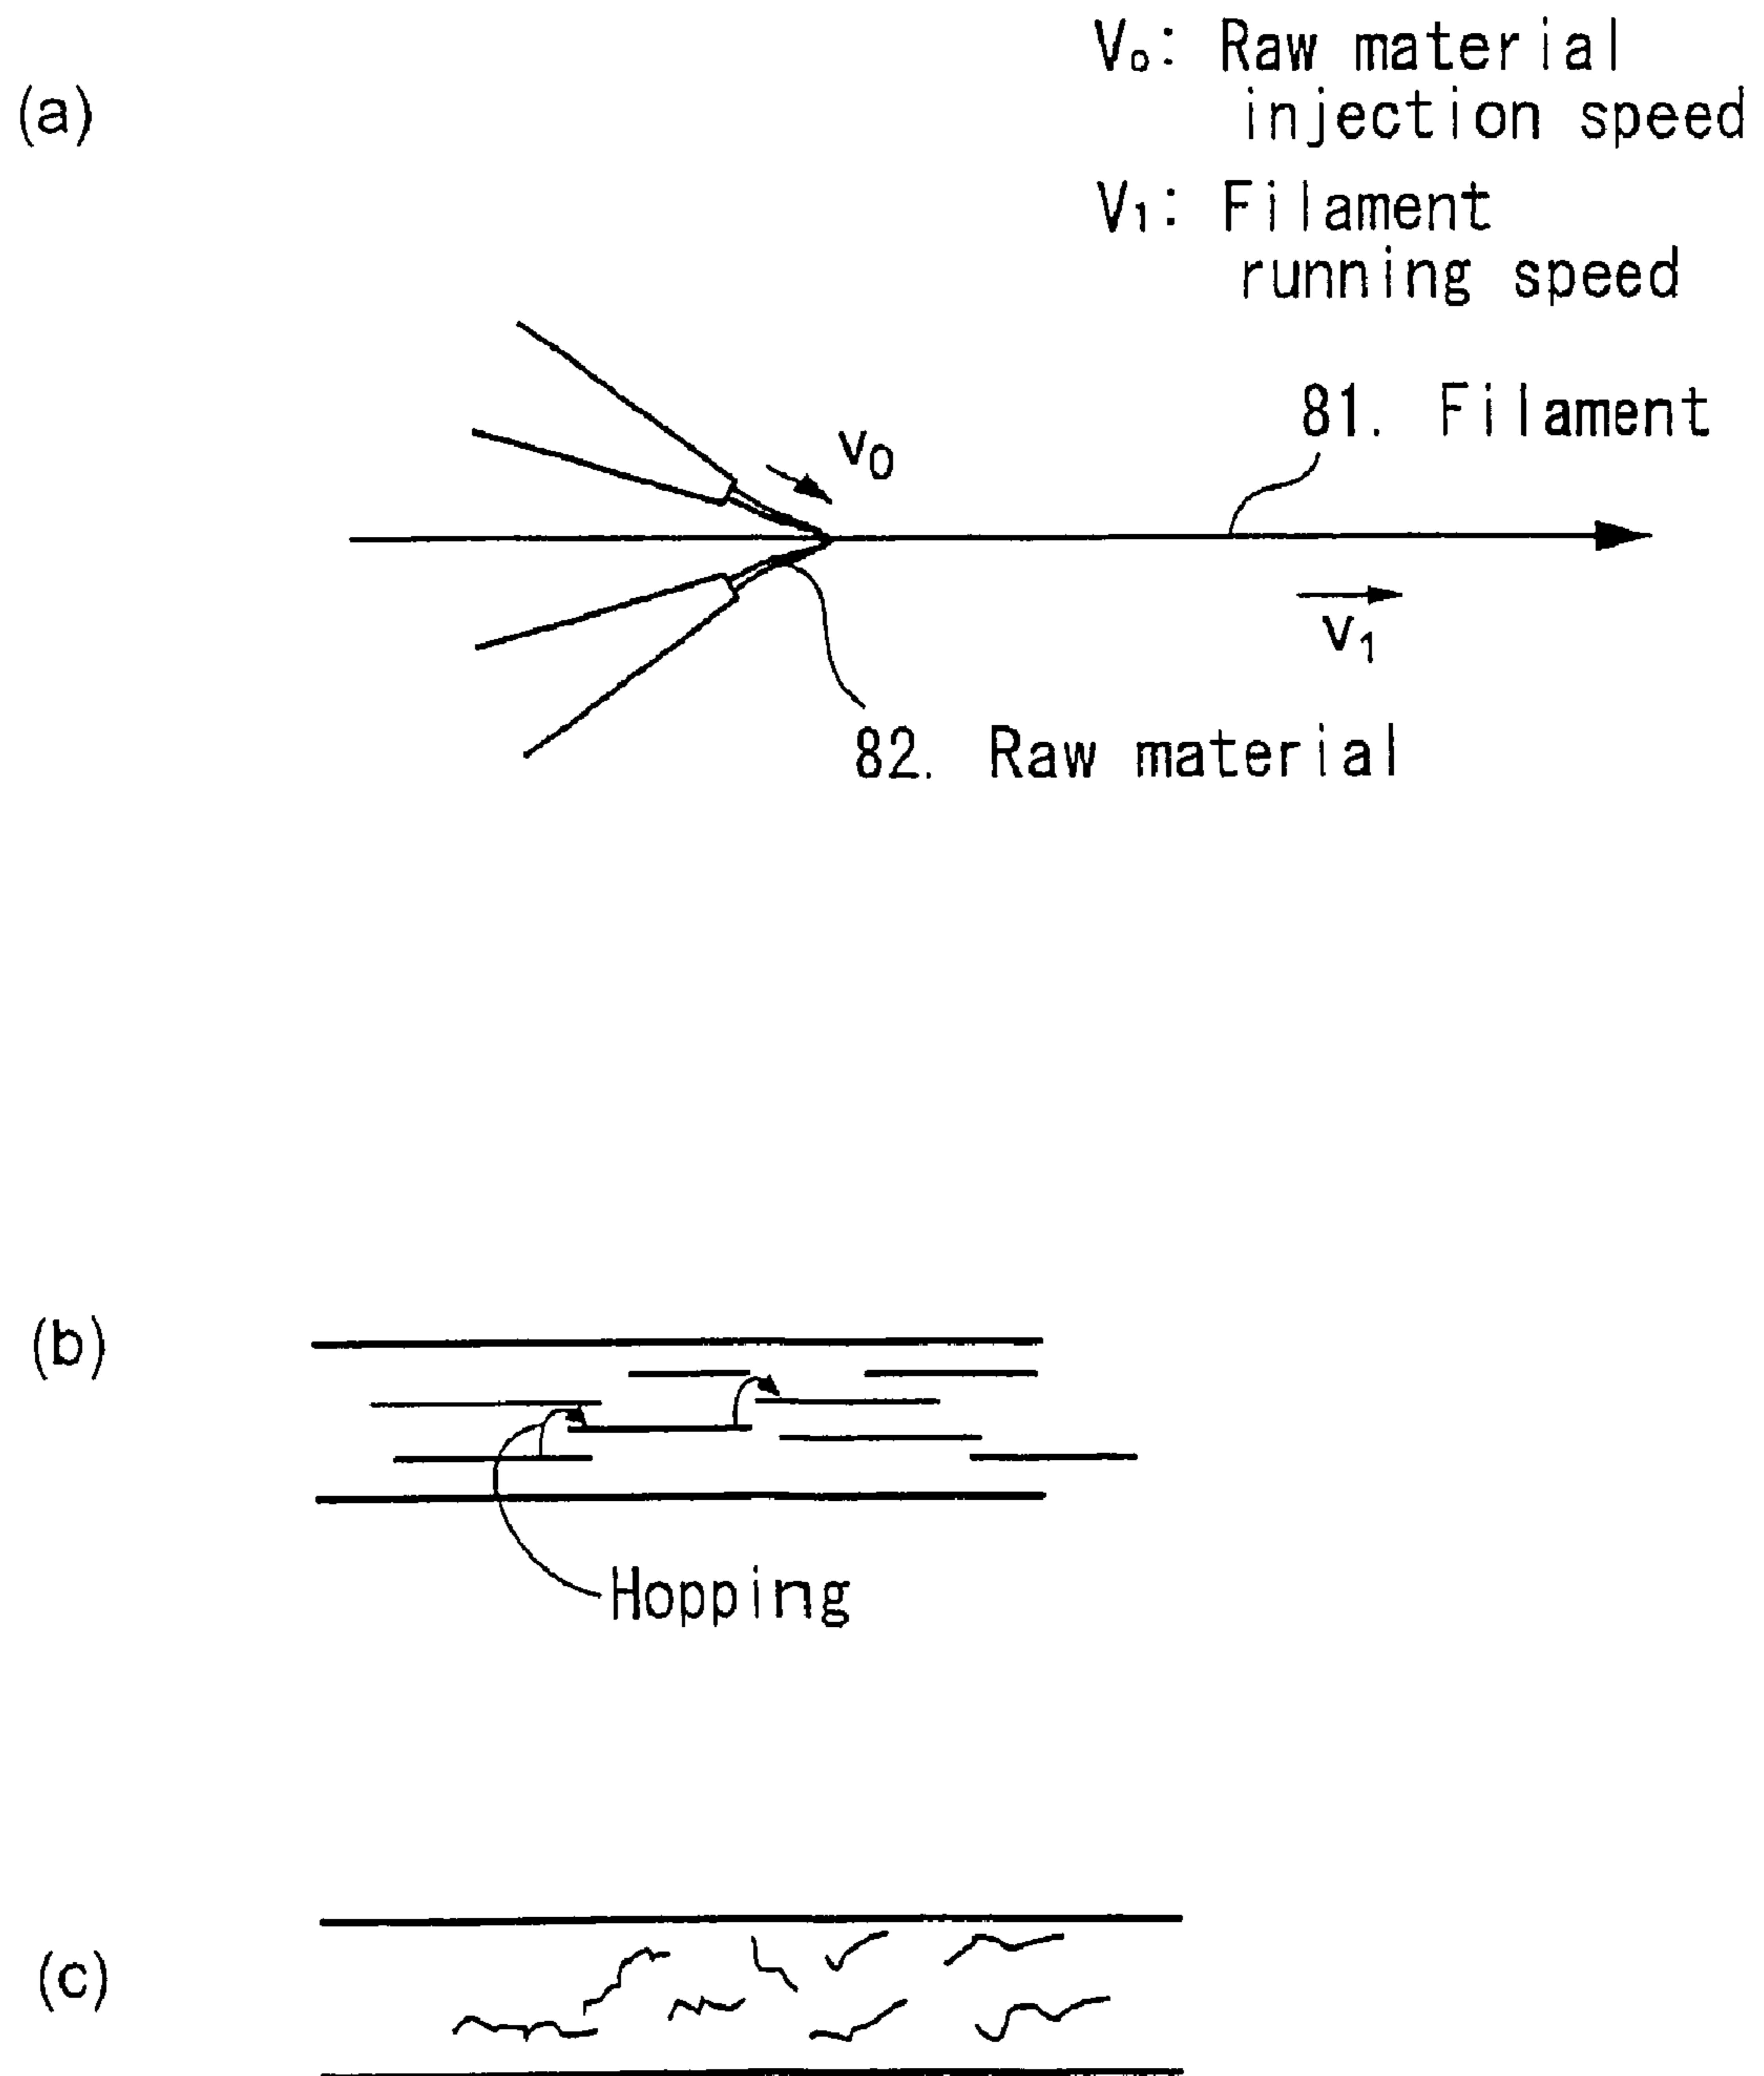 V₀: Raw material
injection speed
(a)
V₁: Filament
running speed
81. Filament
v₀
v₁
82. Raw material
(b)
Hopping
(c)